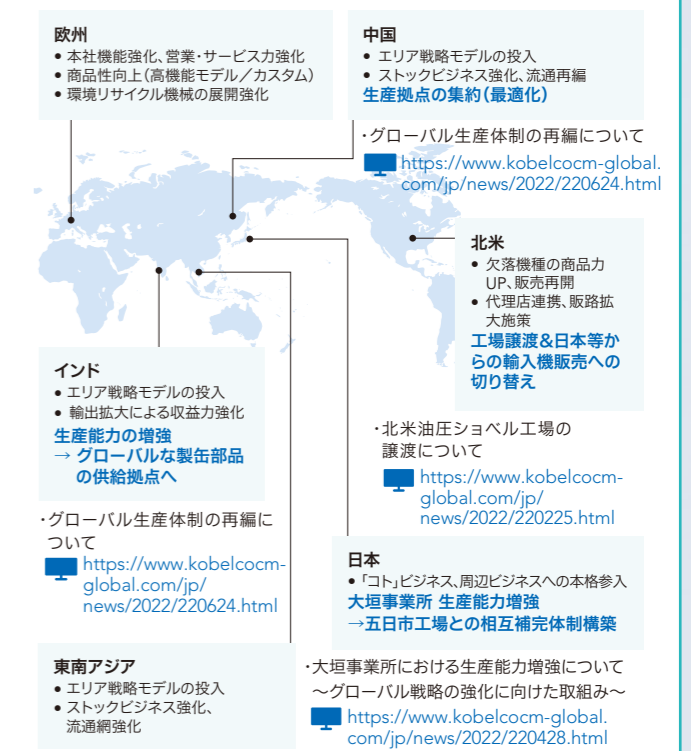 欧州
● 本社機能強化、営業・サービス力強化
● 商品性向上（高機能モデル／カスタム）
● 環境リサイクル機械の展開強化
中国
● エリア戦略モデルの投入
● ストックビジネス強化、流通再編
生産拠点の集約（最適化）
・グローバル生産体制の再編について
https://www.kobelcocm-global.
com/jp/news/2022/220624.html
北米
● 欠落機種の商品力
UP、販売再開
● 代理店連携、販路拡
大施策
工場譲渡&日本等か
らの輸入機販売への
切り替え
・北米油圧ショベル工場の
譲渡について
https://www.kobelcocm-
global.com/jp/
news/2022/220225.html
インド
● エリア戦略モデルの投入
● 輸出拡大による収益力強化
生産能力の増強
→ グローバルな製缶部品
の供給拠点へ
・グローバル生産体制の再編に
ついて
https://www.kobelcocm-
global.com/jp/
news/2022/220624.html
日本
● 「コト」ビジネス、周辺ビジネスへの本格参入
大垣事業所 生産能力増強
→五日市工場との相互補完体制構築
・大垣事業所における生産能力増強について
～グローバル戦略の強化に向けた取組み～
https://www.kobelcocm-global.
com/jp/news/2022/220428.html
東南アジア
● エリア戦略モデルの投入
● ストックビジネス強化、
流通網強化